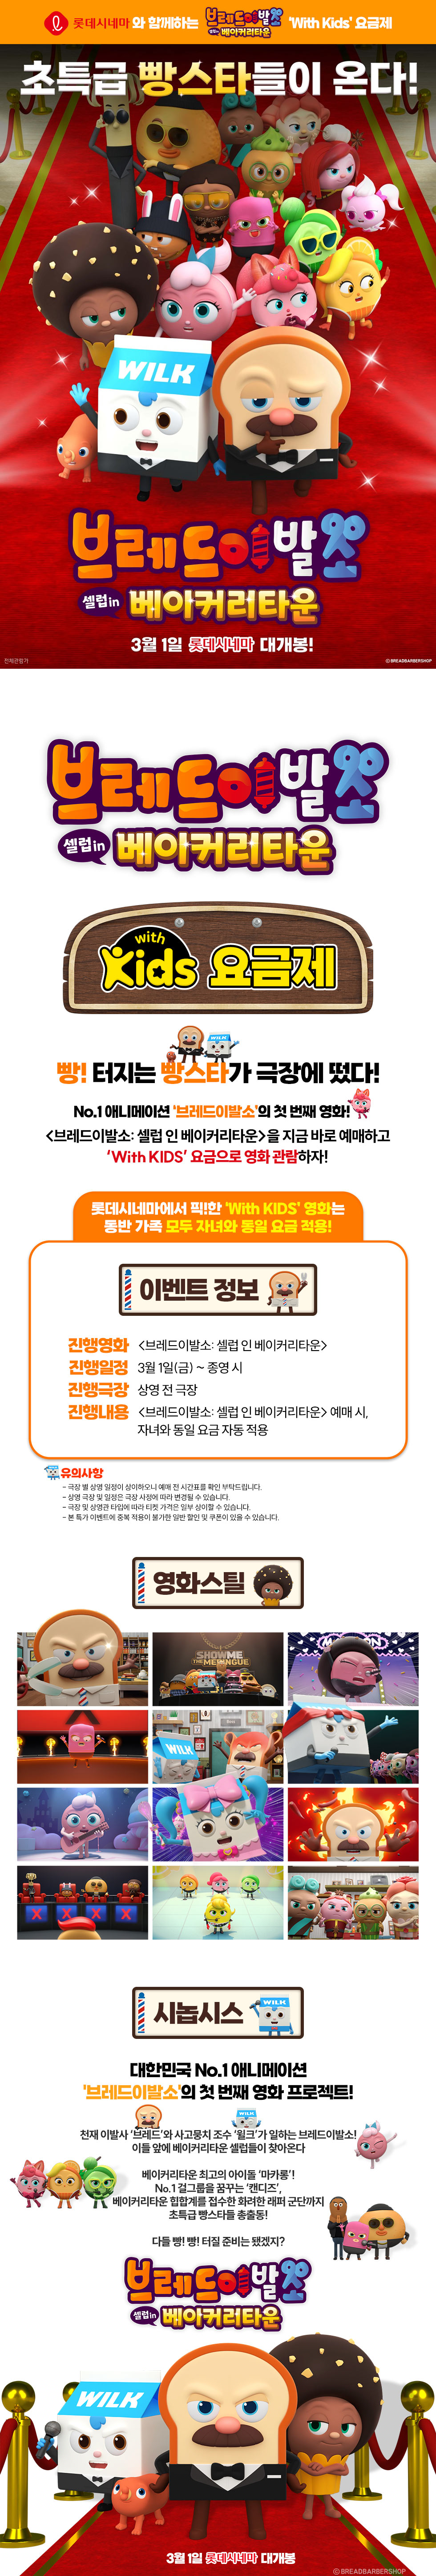 롯데시네마와 함께하는 브레드이발쏘 셀럽in 베이커리타운 'With Kids' 요금제
초특급 빵스타들이 온다!
WILK
브레드이발쏘
셀럽in 베이커리타운
3월 1일 롯데시네마 대개봉!
전체관람가
ⓒBREADBARBERSHOP
브레드이발쏘
셀럽in 베이커리타운
with Kids 요금제
WILK
빵! 터지는 빵스타가 극장에 떴다!
No.1 애니메이션 '브레드이발소'의 첫 번째 영화!
<브레드이발소: 셀럽 인 베이커리타운>을 지금 바로 예매하고
'With KIDS' 요금으로 영화 관람하자!
롯데시네마에서 픽!한 'With KIDS' 영화는
동반 가족 모두 자녀와 동일 요금 적용!
이벤트 정보
진행영화 <브레드이발소: 셀럽 인 베이커리타운>
진행일정 3월 1일(금) ~ 종영 시
진행극장 상영 전 극장
진행내용 <브레드이발소: 셀럽 인 베이커리타운> 예매 시,
자녀와 동일 요금 자동 적용
유의사항
- 극장 별 상영 일정이 상이하오니 예매 전 시간표를 확인 부탁드립니다.
- 상영 극장 및 일정은 극장 사정에 따라 변경될 수 있습니다.
- 극장 및 상영관 타입에 따라 티켓 가격은 일부 상이할 수 있습니다.
- 본 특가 이벤트에 중복 적용이 불가한 일반 할인 및 쿠폰이 있을 수 있습니다.
영화스틸
SHOW ME
THE MERINGUE
WILK
X X X X
시놉시스
WILK
대한민국 No.1 애니메이션
'브레드이발소'의 첫 번째 영화 프로젝트!
WILK
천재 이발사 '브레드'와 사고뭉치 조수 '윌크'가 일하는 브레드이발소!
이들 앞에 베이커리타운 셀럽들이 찾아온다
베이커리타운 최고의 아이돌 '마카롱'!
No.1 걸그룹을 꿈꾸는 '캔디즈',
베이커리타운 힙합계를 접수한 화려한 래퍼 군단까지
초특급 빵스타들 총출동!
다들 빵! 빵! 터질 준비는 됐겠지?
브레드이발쏘
셀럽in 베이커리타운
WILK
3월 1일 롯데시네마 대개봉
ⓒ BREADBARBERSHOP